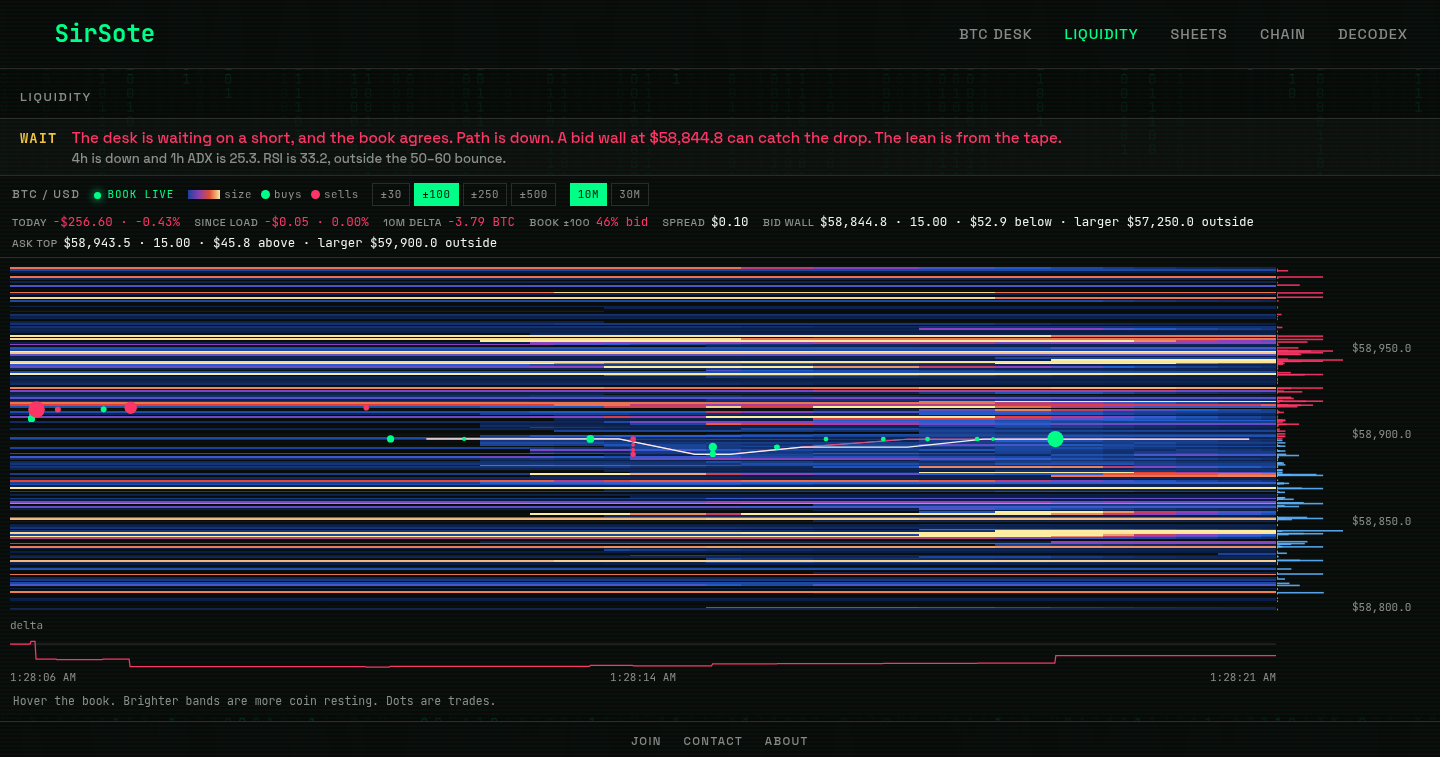 SirSote
BTC DESK LIQUIDITY SHEETS CHAIN DECODEX
LIQUIDITY
WAIT The desk is waiting on a short, and the book agrees. Path is down. A bid wall at $58,844.8 can catch the drop. The lean is from the tape.
4h is down and 1h ADX is 25.3. RSI is 33.2, outside the 50–60 bounce.
BTC / USD BOOK LIVE size buys sells ±30 ±100 ±250 ±500 10M 30M
TODAY -$256.60 · -0.43% SINCE LOAD -$0.05 · 0.00% 10M DELTA -3.79 BTC BOOK ±100 46% bid SPREAD $0.10 BID WALL $58,844.8 · 15.00 · $52.9 below · larger $57,250.0 outside
ASK TOP $58,943.5 · 15.00 · $45.8 above · larger $59,900.0 outside
$58,950.0
$58,900.0
$58,850.0
$58,800.0
delta
1:28:06 AM 1:28:14 AM 1:28:21 AM
Hover the book. Brighter bands are more coin resting. Dots are trades.
JOIN CONTACT ABOUT